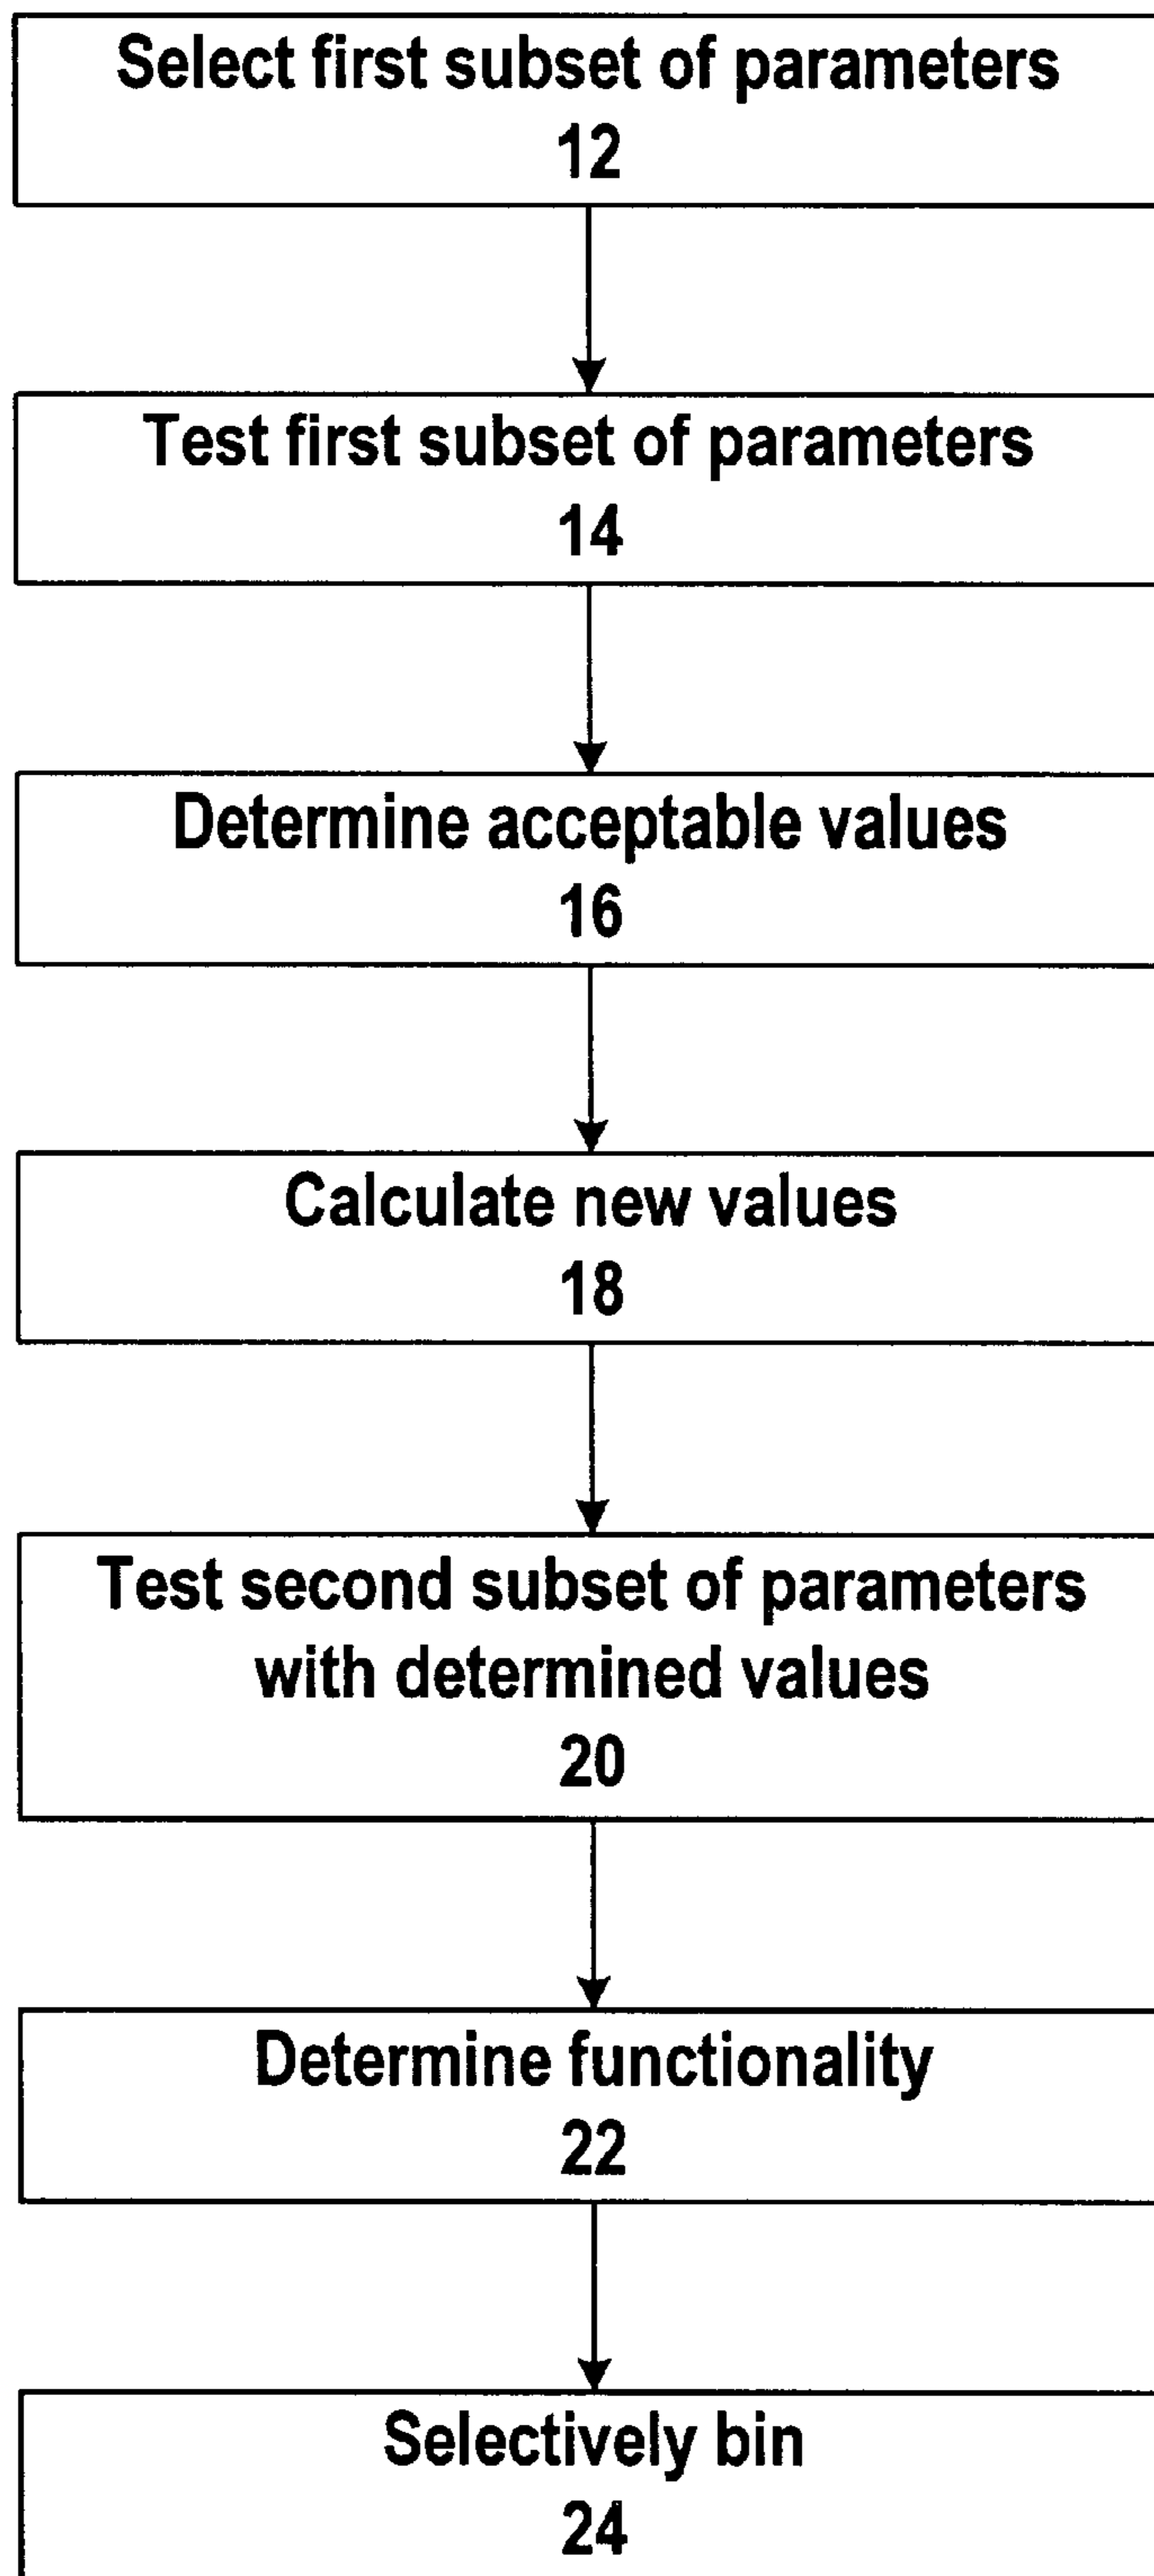 Select first subset of parameters
12
Test first subset of parameters
14
Determine acceptable values
16
Calculate new values
18
Test second subset of parameters
with determined values
20
Determine functionality
22
Selectively bin
24